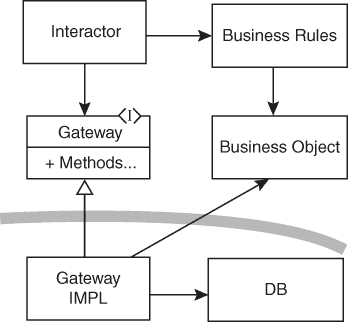 Interactor
Business Rules
<I>
Gateway
+ Methods...
Business Object
Gateway
IMPL
DB